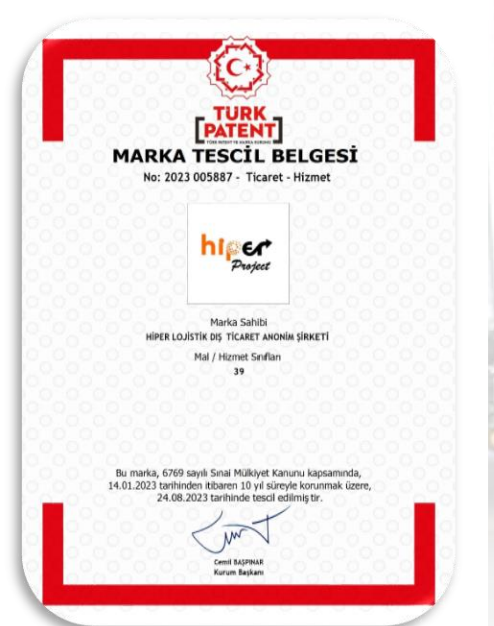 TÜRK
PATENT
TÜRK PATENT VE MARKA KURUMU
MARKA TESCİL BELGESİ
No: 2023 005887 - Ticaret - Hizmet
hiper
Project
Marka Sahibi
HİPER LOJİSTİK DIŞ TİCARET ANONİM ŞİRKETİ
Mal / Hizmet Sınıfları
39
Bu marka, 6769 sayılı Sınai Mülkiyet Kanunu kapsamında,
14.01.2023 tarihinden itibaren 10 yıl süreyle korunmak üzere,
24.08.2023 tarihinde tescil edilmiştir.
Cemil BAŞPINAR
Kurum Başkanı